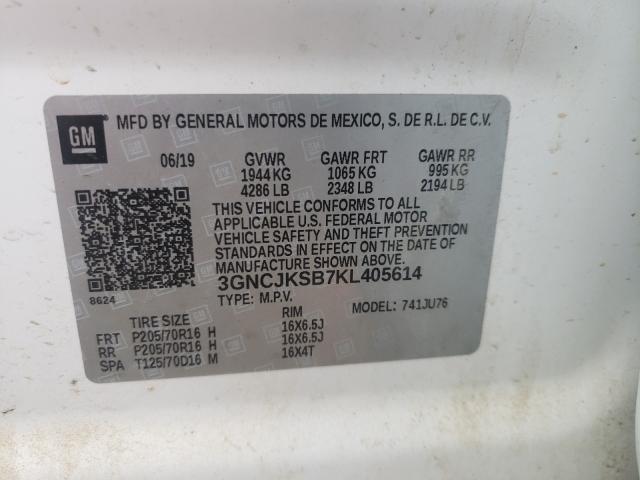 GM
MFD BY GENERAL MOTORS DE MEXICO, S. DE R.L. DE C.V.
06/19 GVWR GAWR FRT GAWR RR
1944 KG 1065 KG 995 KG
4286 LB 2348 LB 2194 LB
THIS VEHICLE CONFORMS TO ALL
APPLICABLE U.S. FEDERAL MOTOR
VEHICLE SAFETY AND THEFT PREVENTION
STANDARDS IN EFFECT ON THE DATE OF
MANUFACTURE SHOWN ABOVE.
8624
3GNCJKSB7KL405614
TYPE: M.P.V. MODEL: 741JU76
TIRE SIZE RIM
FRT P205/70R16 H 16X6.5J
RR P205/70R16 H 16X6.5J
SPA T125/70D16 M 16X4T